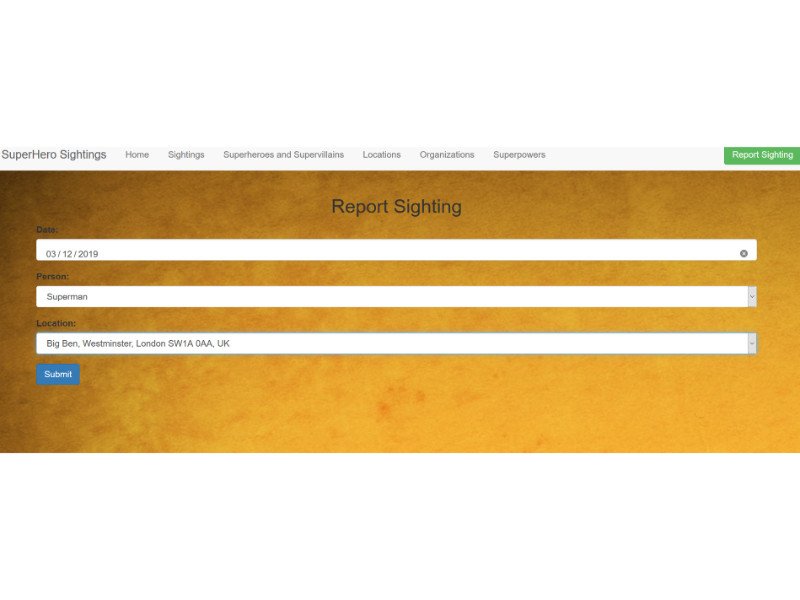 SuperHero Sightings Home Sightings Superheroes and Supervillains Locations Organizations Superpowers Report Sighting
Report Sighting
Date:
03 / 12 / 2019
Person:
Superman
Location:
Big Ben, Westminster, London SW1A 0AA, UK
Submit